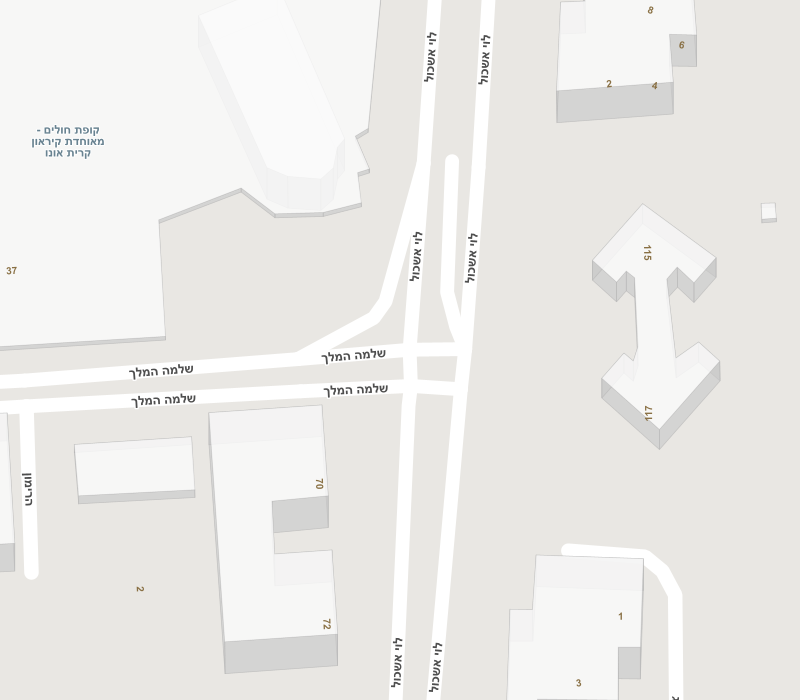 לוי אשכול
לוי אשכול
8
6
2
4
קופת חולים -
מאוחדת קיראון
קרית אונו
לוי אשכול
לוי אשכול
115
37
שלמה המלך
שלמה המלך
שלמה המלך
שלמה המלך
117
70
הרימון
2
72
1
לוי אשכול
לוי אשכול
3